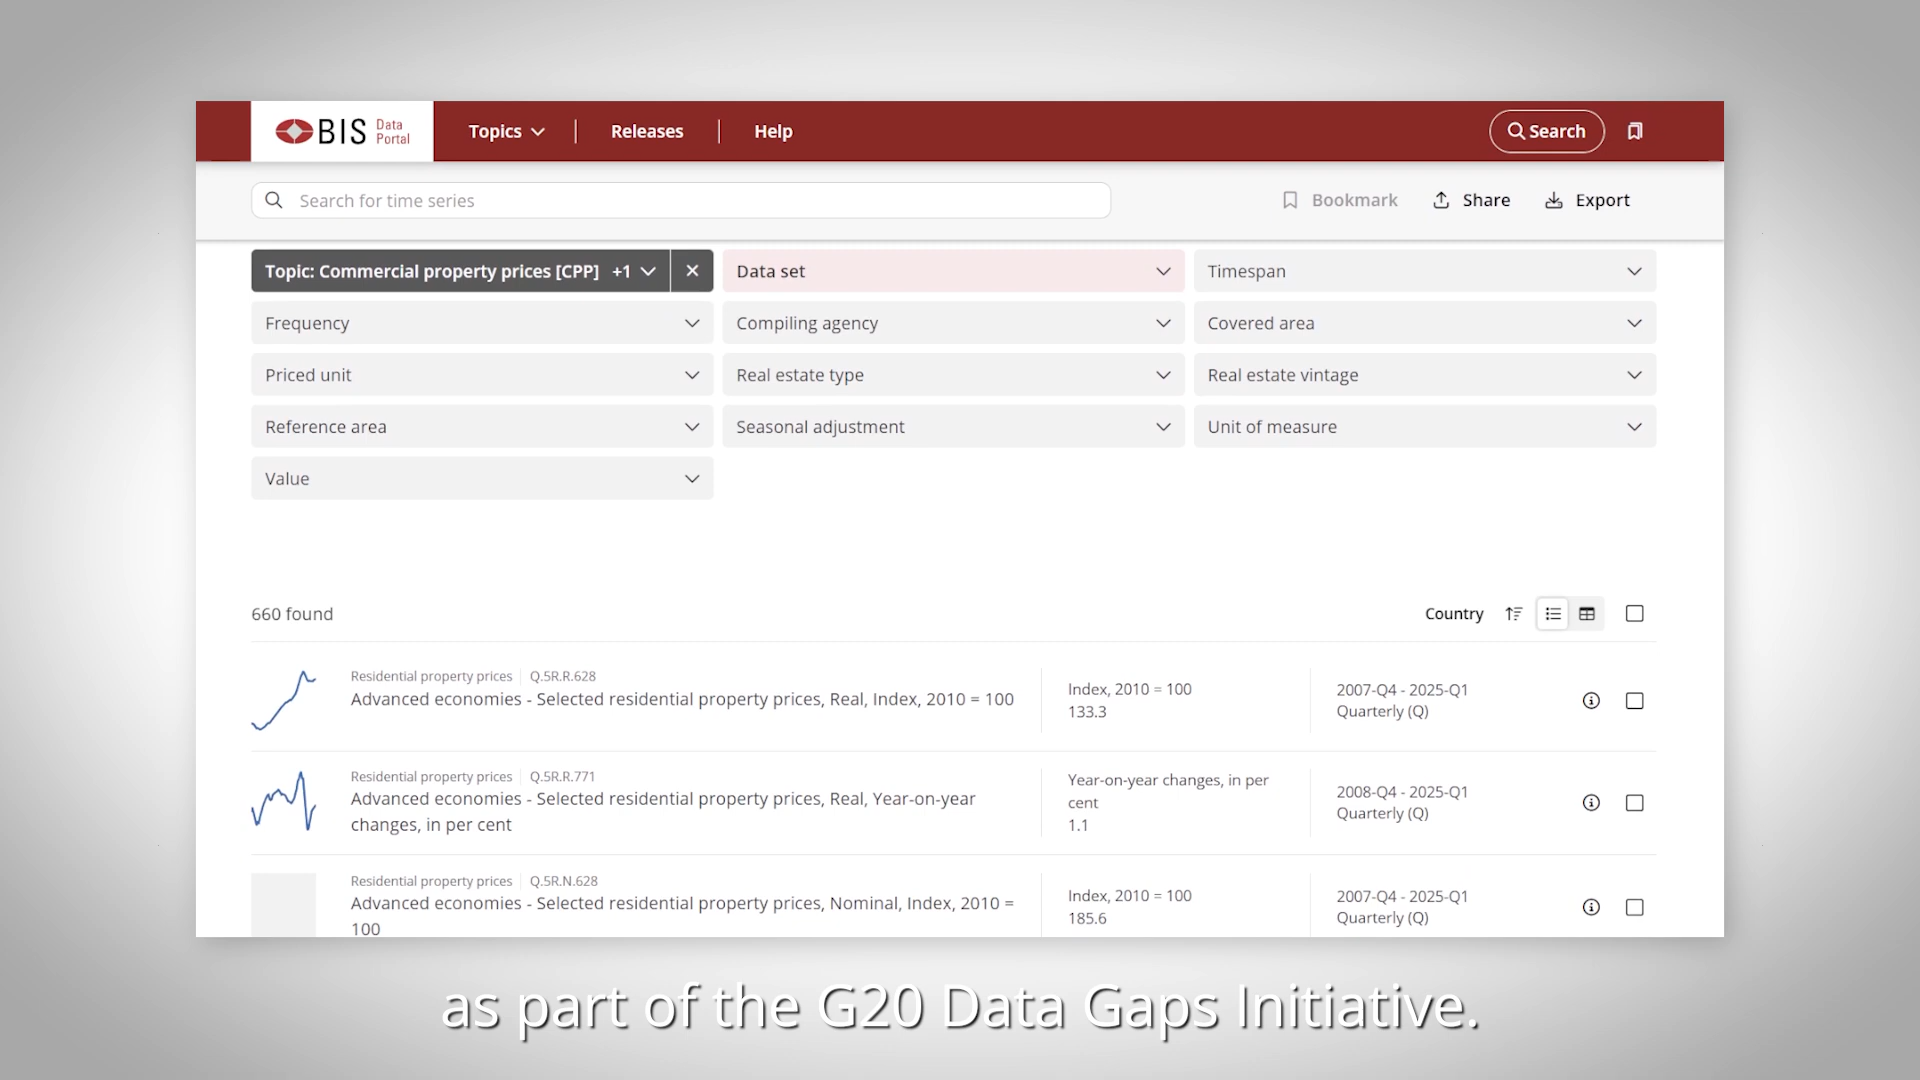 BIS Data Portal
Topics
Releases
Help
Search
Search for time series
Bookmark
Share
Export
Topic: Commercial property prices [CPP] +1
Data set
Timespan
Frequency
Compiling agency
Covered area
Priced unit
Real estate type
Real estate vintage
Reference area
Seasonal adjustment
Unit of measure
Value
660 found
Country
Residential property prices Q.5R.R.628
Advanced economies - Selected residential property prices, Real, Index, 2010 = 100
Index, 2010 = 100
133.3
2007-Q4 - 2025-Q1
Quarterly (Q)
Residential property prices Q.5R.R.771
Advanced economies - Selected residential property prices, Real, Year-on-year
changes, in per cent
Year-on-year changes, in per
cent
1.1
2008-Q4 - 2025-Q1
Quarterly (Q)
Residential property prices Q.5R.N.628
Advanced economies - Selected residential property prices, Nominal, Index, 2010 =
100
Index, 2010 = 100
185.6
2007-Q4 - 2025-Q1
Quarterly (Q)
as part of the G20 Data Gaps Initiative.